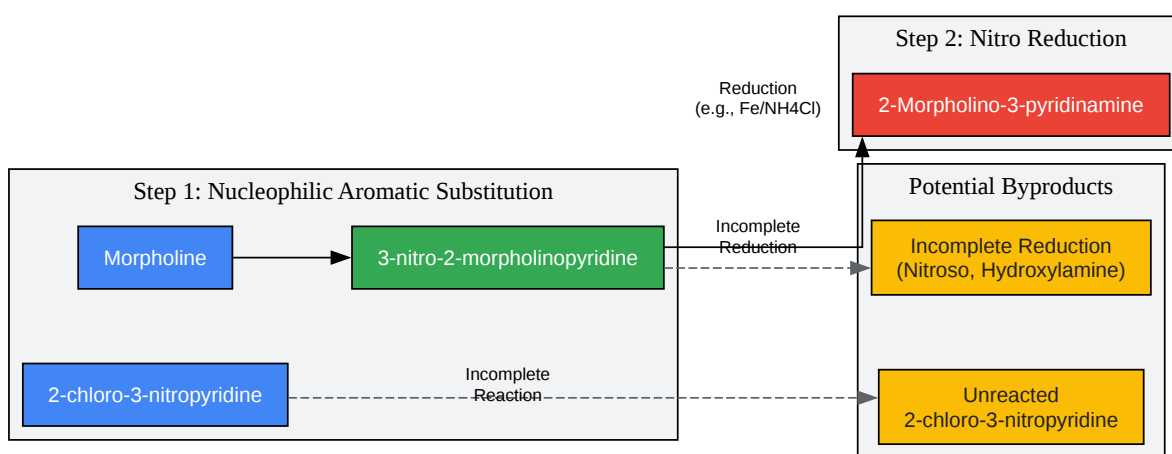 Step 2: Nitro Reduction
Reduction
(e.g., Fe/NH4Cl)
2-Morpholino-3-pyridinamine
Step 1: Nucleophilic Aromatic Substitution
Potential Byproducts
Morpholine
3-nitro-2-morpholinopyridine
Incomplete
Reduction
Incomplete Reduction
(Nitroso, Hydroxylamine)
2-chloro-3-nitropyridine
Incomplete
Reaction
Unreacted
2-chloro-3-nitropyridine